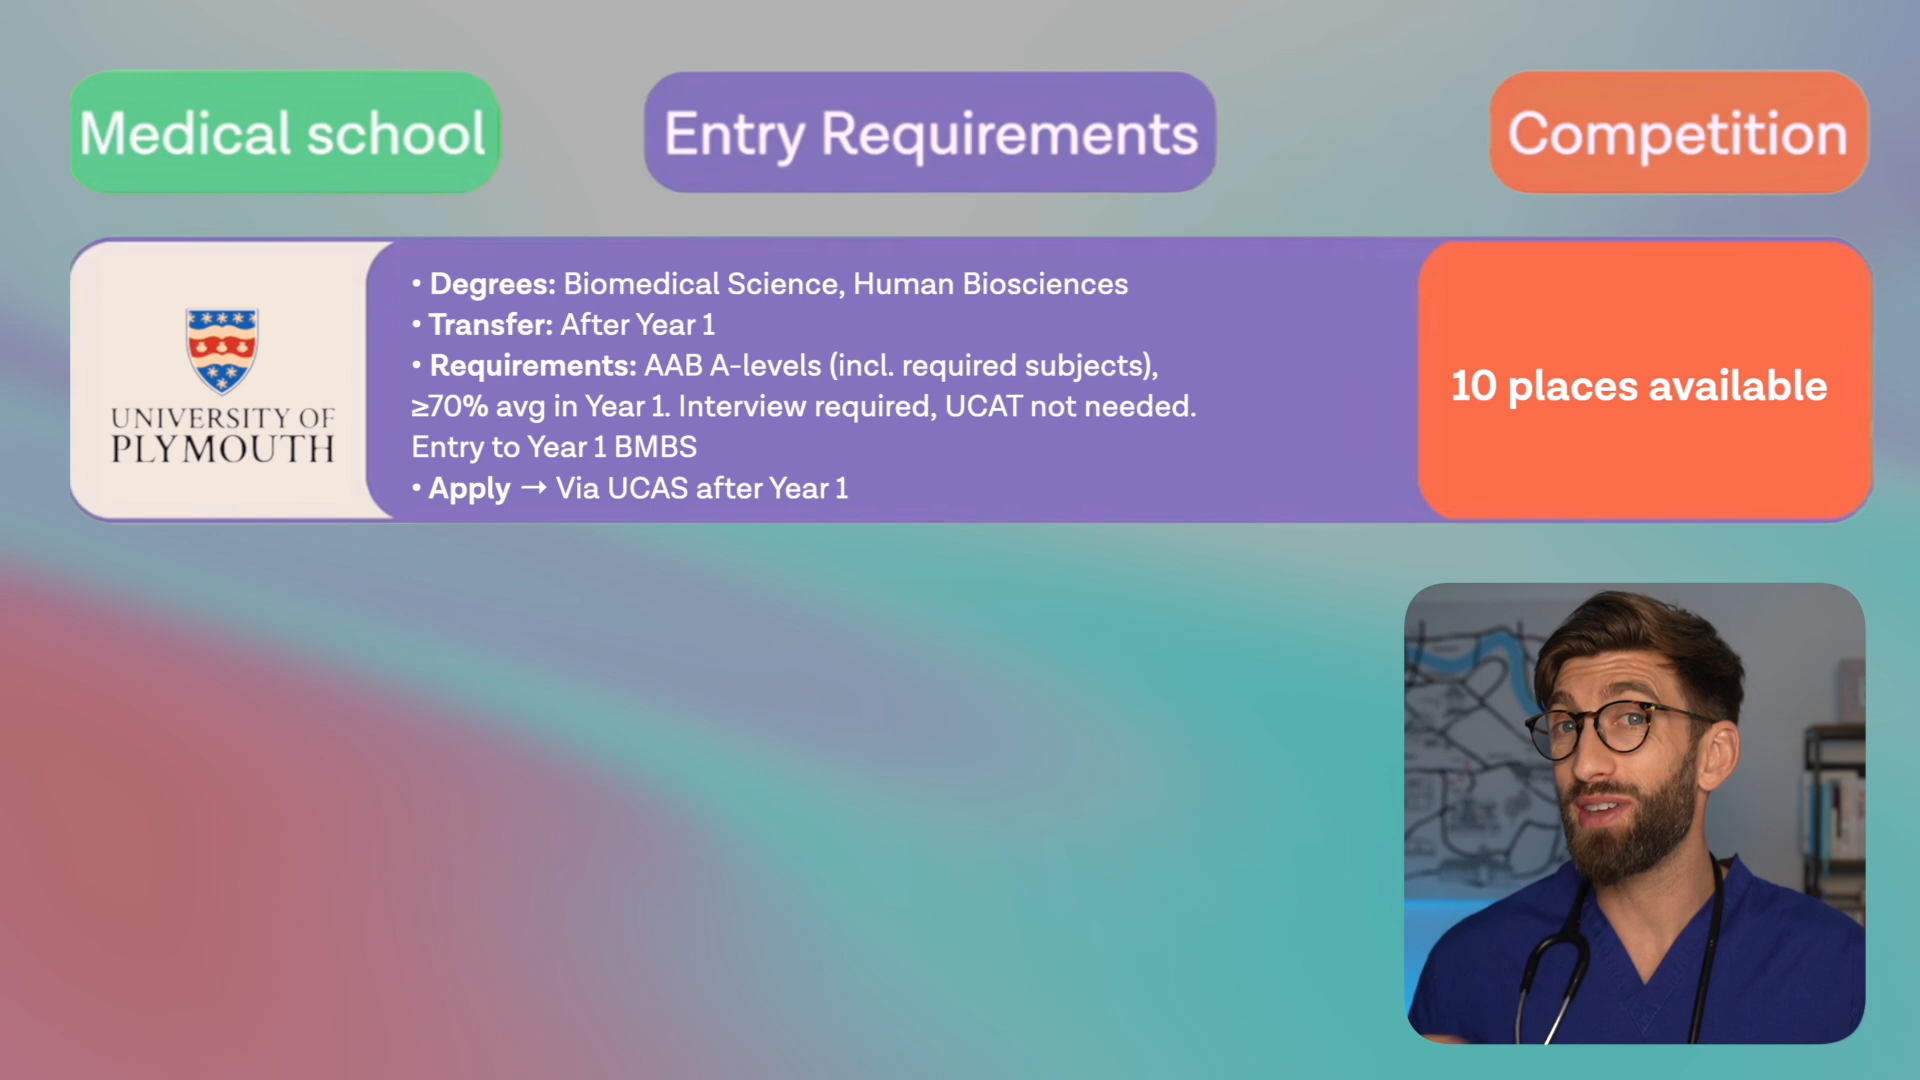 Medical school
Entry Requirements
Competition
UNIVERSITY OF
PLYMOUTH
• Degrees: Biomedical Science, Human Biosciences
• Transfer: After Year 1
• Requirements: AAB A-levels (incl. required subjects),
≥70% avg in Year 1. Interview required, UCAT not needed.
Entry to Year 1 BMBS
• Apply → Via UCAS after Year 1
10 places available